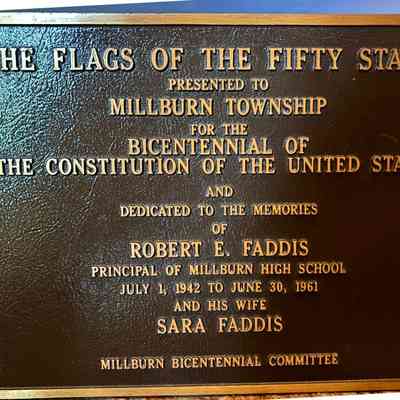 HE FLAGS OF THE FIFTY STA
PRESENTED TO
MILLBURN TOWNSHIP
FOR THE
BICENTENNIAL OF
THE CONSTITUTION OF THE UNITED STA
AND
DEDICATED TO THE MEMORIES
OF
ROBERT E. FADDIS
PRINCIPAL OF MILLBURN HIGH SCHOOL
JULY 1, 1942 TO JUNE 30, 1961
AND HIS WIFE
SARA FADDIS
MILLBURN BICENTENNIAL COMMITTEE